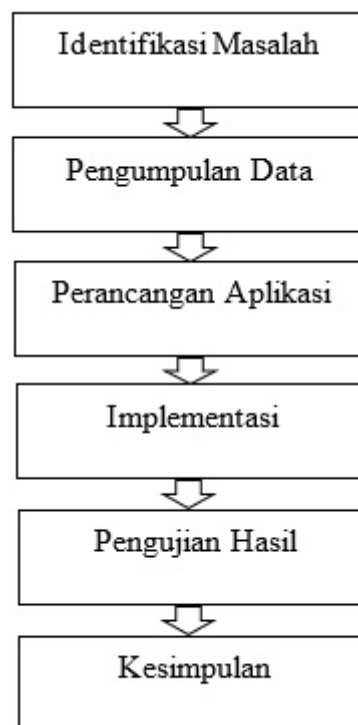 Identifikasi Masalah
Pengumpulan Data
Perancangan Aplikasi
Implementasi
Pengujian Hasil
Kesimpulan